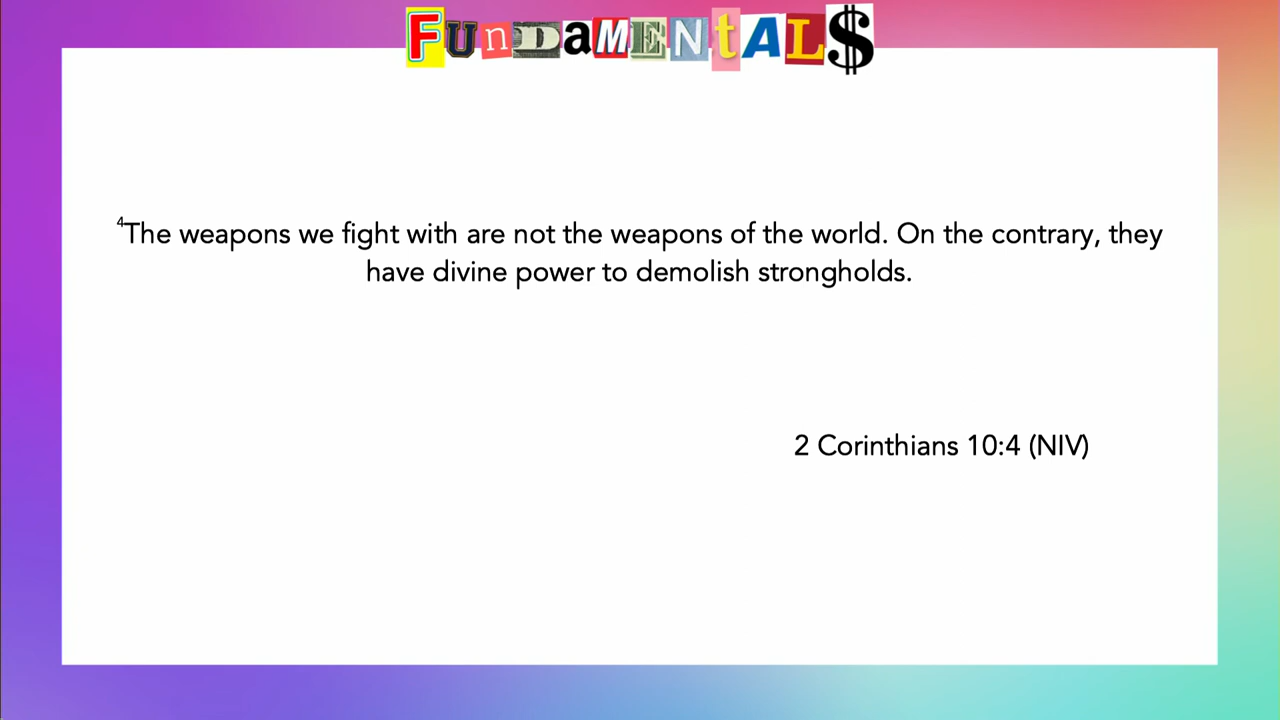 FUnDaMENtALS
⁴The weapons we fight with are not the weapons of the world. On the contrary, they
have divine power to demolish strongholds.
2 Corinthians 10:4 (NIV)